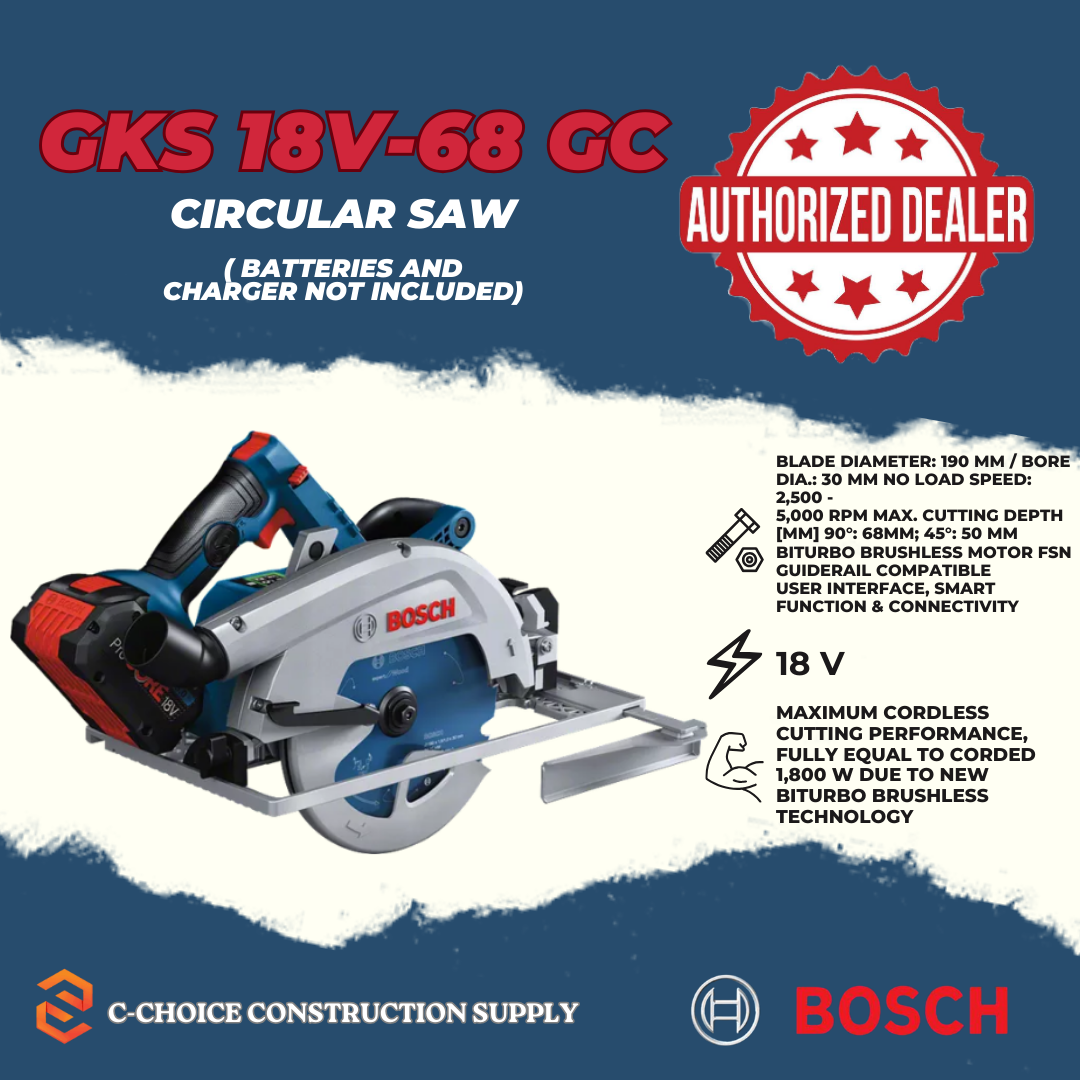 GKS 18V-68 GC
CIRCULAR SAW
( BATTERIES AND
CHARGER NOT INCLUDED)
AUTHORIZED DEALER
BLADE DIAMETER: 190 MM / BORE
DIA.: 30 MM NO LOAD SPEED:
2,500 -
5,000 RPM MAX. CUTTING DEPTH
[MM] 90°: 68MM; 45°: 50 MM
BITURBO BRUSHLESS MOTOR FSN
GUIDERAIL COMPATIBLE
USER INTERFACE, SMART
FUNCTION & CONNECTIVITY
18 V
MAXIMUM CORDLESS
CUTTING PERFORMANCE,
FULLY EQUAL TO CORDED
1,800 W DUE TO NEW
BITURBO BRUSHLESS
TECHNOLOGY
BOSCH
BOSCH
18V
C-CHOICE CONSTRUCTION SUPPLY
BOSCH